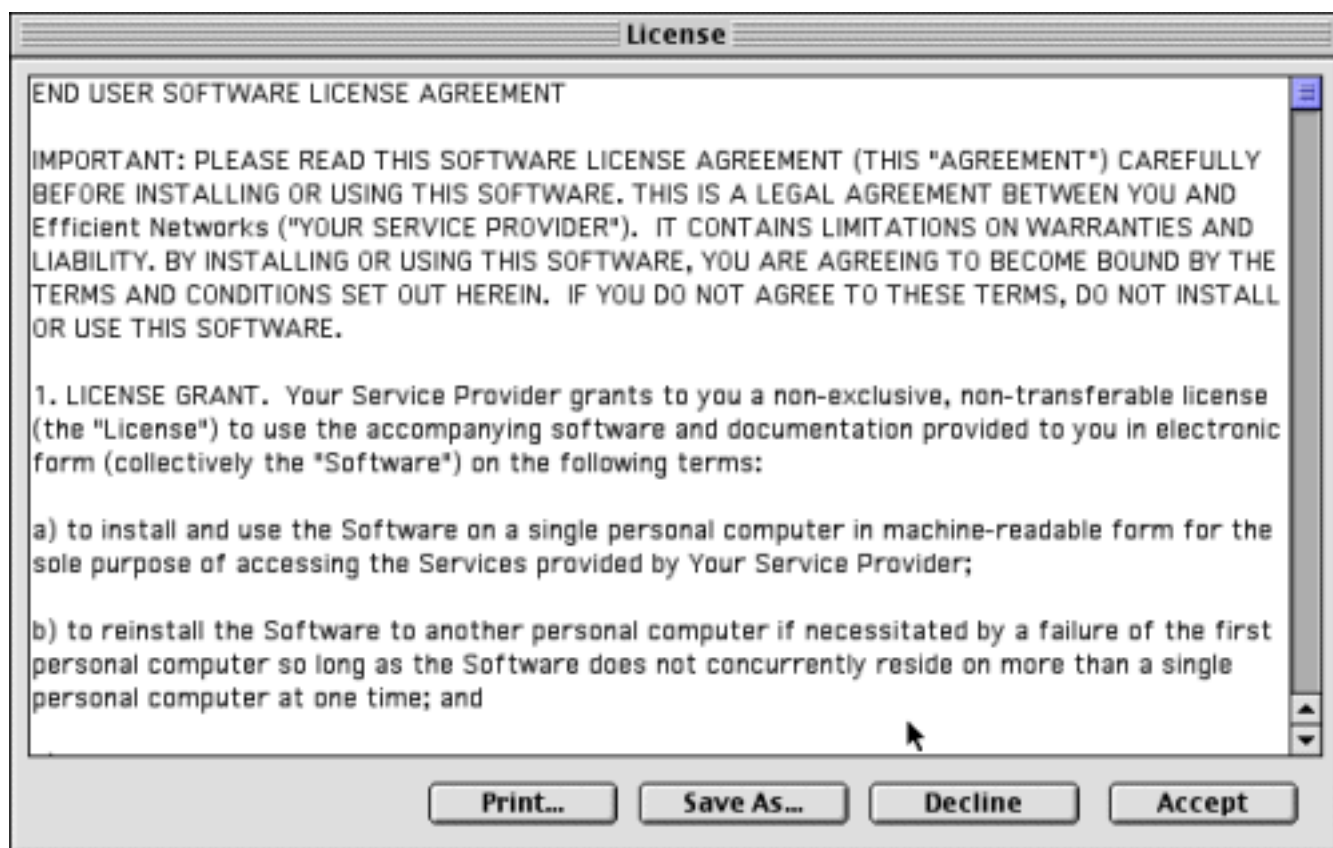 License
END USER SOFTWARE LICENSE AGREEMENT
IMPORTANT: PLEASE READ THIS SOFTWARE LICENSE AGREEMENT (THIS "AGREEMENT") CAREFULLY
BEFORE INSTALLING OR USING THIS SOFTWARE. THIS IS A LEGAL AGREEMENT BETWEEN YOU AND
Efficient Networks ("YOUR SERVICE PROVIDER").  IT CONTAINS LIMITATIONS ON WARRANTIES AND
LIABILITY. BY INSTALLING OR USING THIS SOFTWARE, YOU ARE AGREEING TO BECOME BOUND BY THE
TERMS AND CONDITIONS SET OUT HEREIN.  IF YOU DO NOT AGREE TO THESE TERMS, DO NOT INSTALL
OR USE THIS SOFTWARE.
1. LICENSE GRANT.  Your Service Provider grants to you a non-exclusive, non-transferable license
(the "License") to use the accompanying software and documentation provided to you in electronic
form (collectively the "Software") on the following terms:
a) to install and use the Software on a single personal computer in machine-readable form for the
sole purpose of accessing the Services provided by Your Service Provider;
b) to reinstall the Software to another personal computer if necessitated by a failure of the first
personal computer so long as the Software does not concurrently reside on more than a single
personal computer at one time; and
Print... Save As... Decline Accept